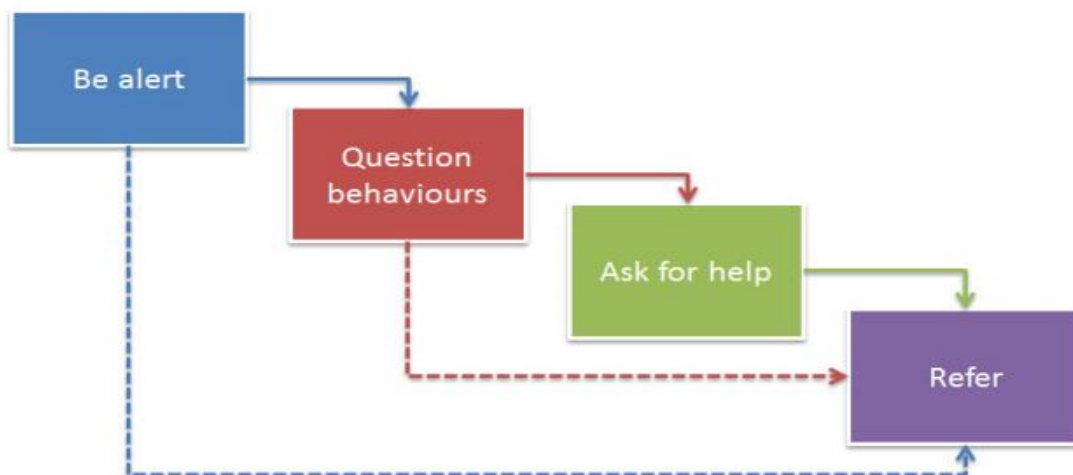 Be alert
Question
behaviours
Ask for help
Refer